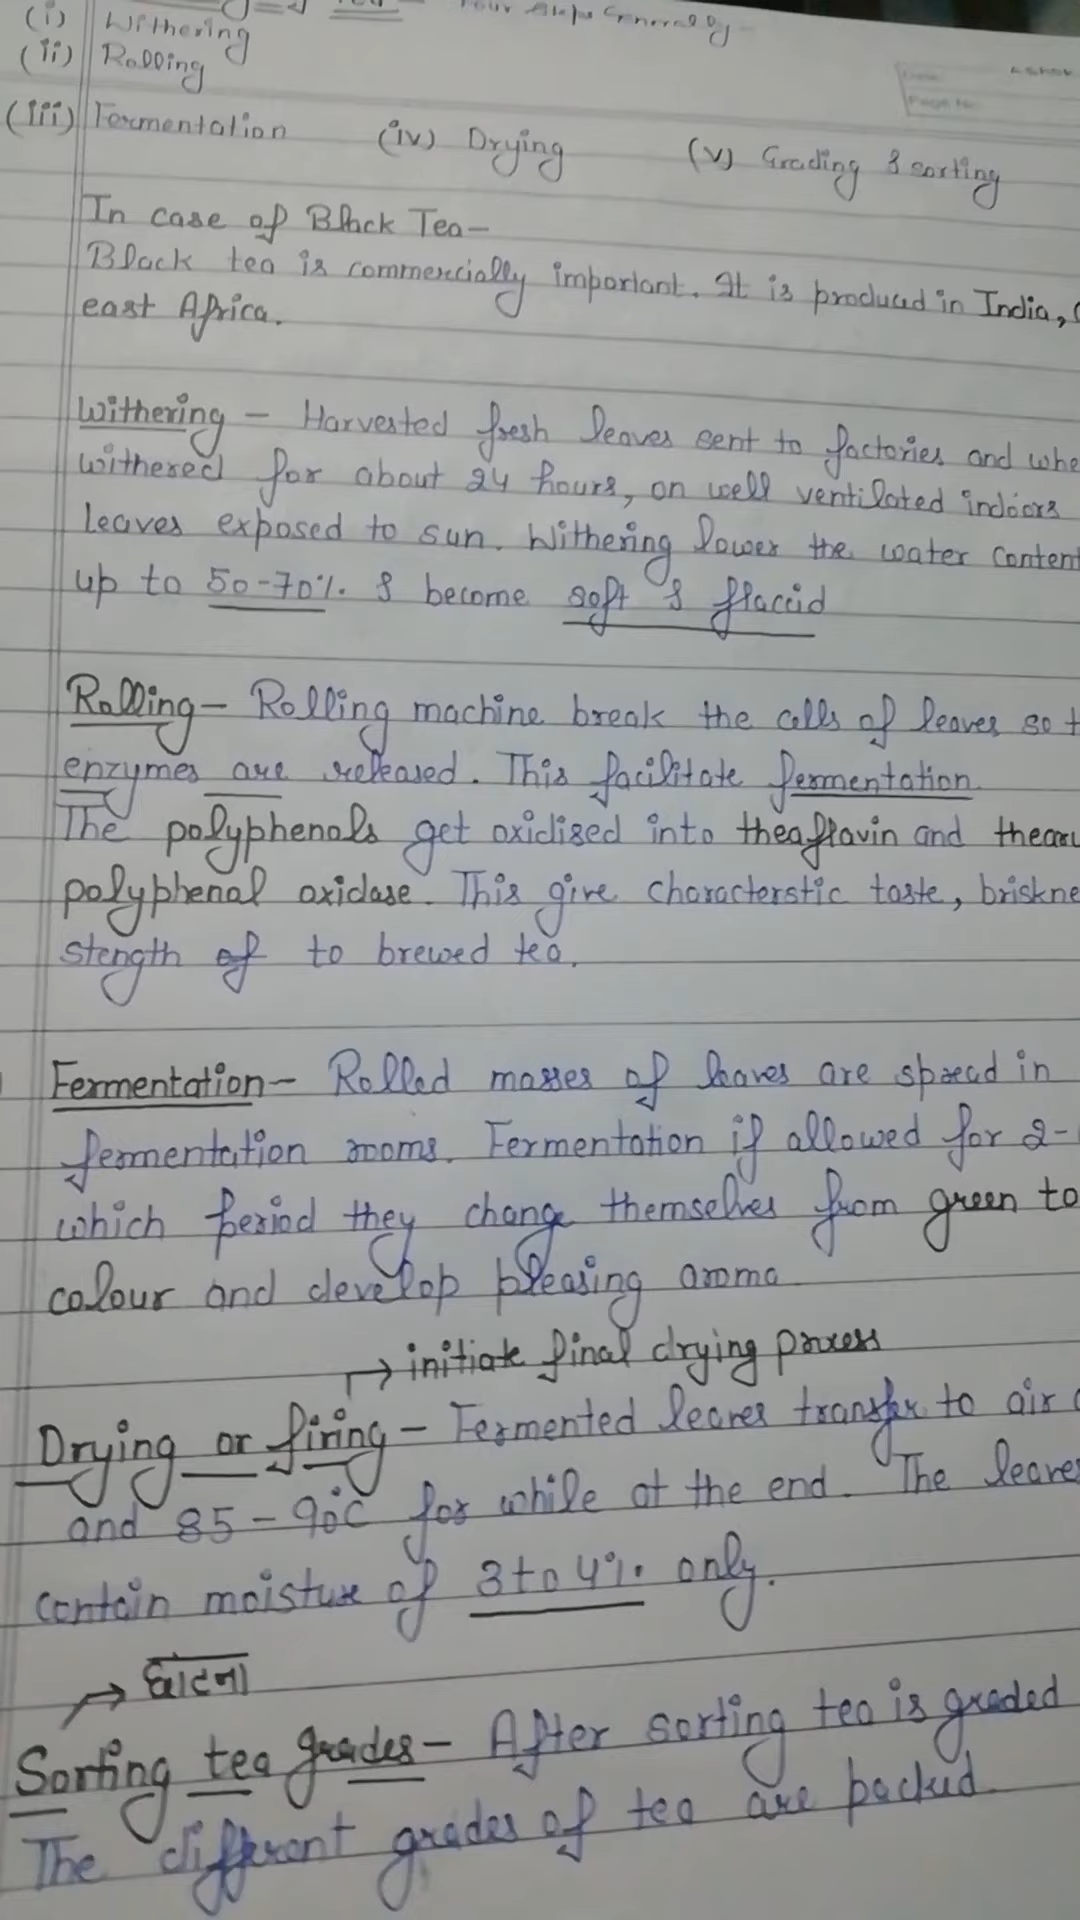 (i) Withering
(ii) Rolling
(iii) Fermentation (iv) Drying (v) Grading & sorting
In case of Black Tea-
Black tea is commercially important. It is produced in India,
east Africa.
Withering - Harvested fresh leaves sent to factories and
withered for about 24 hours, on well ventilated indoors
leaves exposed to sun. Withering lower the water content
up to 50-70% & become soft & flaccid
Rolling - Rolling machine break the cells of leaves so
enzymes are released. This facilitate fermentation
The polyphenols get oxidised into theaflavin and
polyphenol oxidase. This give characterstic taste,
stength of to brewed tea.
Fermentation - Rolled masses of leaves are spread in
fermentation rooms. Fermentation if allowed for 2-
which period they change themselves from green to
colour and develop pleasing aroma
→ initiate final drying process
Drying or firing - Fermented leaves transfer to air
and 85-90°C for while at the end. The
contain moisture of 3 to 4% only.
Sorting tea grades - After sorting tea is graded
The different grades of tea are packed